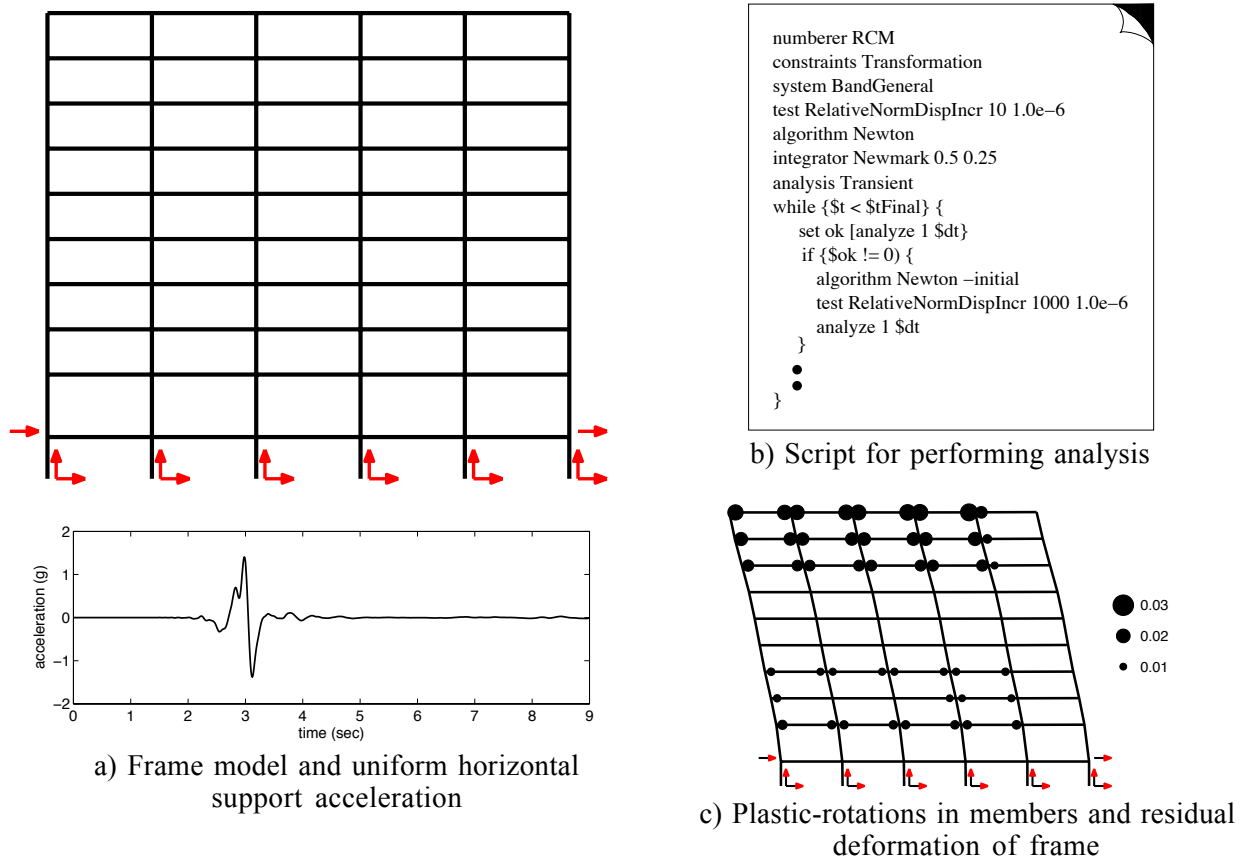 numberer RCM
constraints Transformation
system BandGeneral
test RelativeNormDispIncr 10 1.0e−6
algorithm Newton
integrator Newmark 0.5 0.25
analysis Transient
while {$t < $tFinal} {
set ok [analyze 1 $dt}
if {$ok != 0) {
algorithm Newton −initial
test RelativeNormDispIncr 1000 1.0e−6
analyze 1 $dt
}
}
b) Script for performing analysis
2
1
0
−1
−2
acceleration (g)
0 1 2 3 4 5 6 7 8 9
time (sec)
a) Frame model and uniform horizontal
support acceleration
0.03
0.02
0.01
c) Plastic-rotations in members and residual
deformation of frame